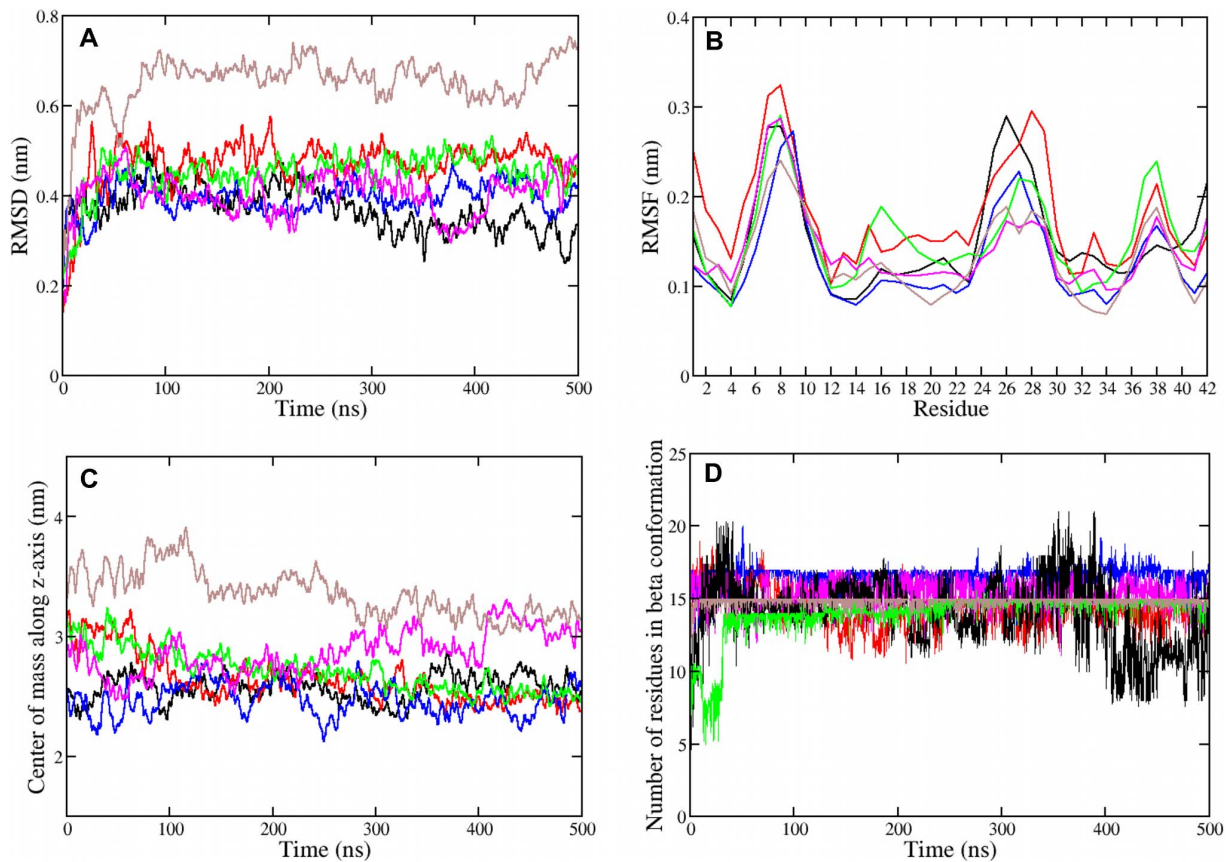 A
RMSD (nm)
0.8
0.6
0.4
0.2
0
0 100 200 300 400 500
Time (ns)
B
RMSF (nm)
0.4
0.3
0.2
0.1
0
2 4 6 8 10 12 14 16 18 20 22 24 26 28 30 32 34 36 38 40 42
Residue
C
Center of mass along z-axis (nm)
4
3
2
0 100 200 300 400 500
Time (ns)
D
Number of residues in beta conformation
25
20
15
10
5
0
0 100 200 300 400 500
Time (ns)